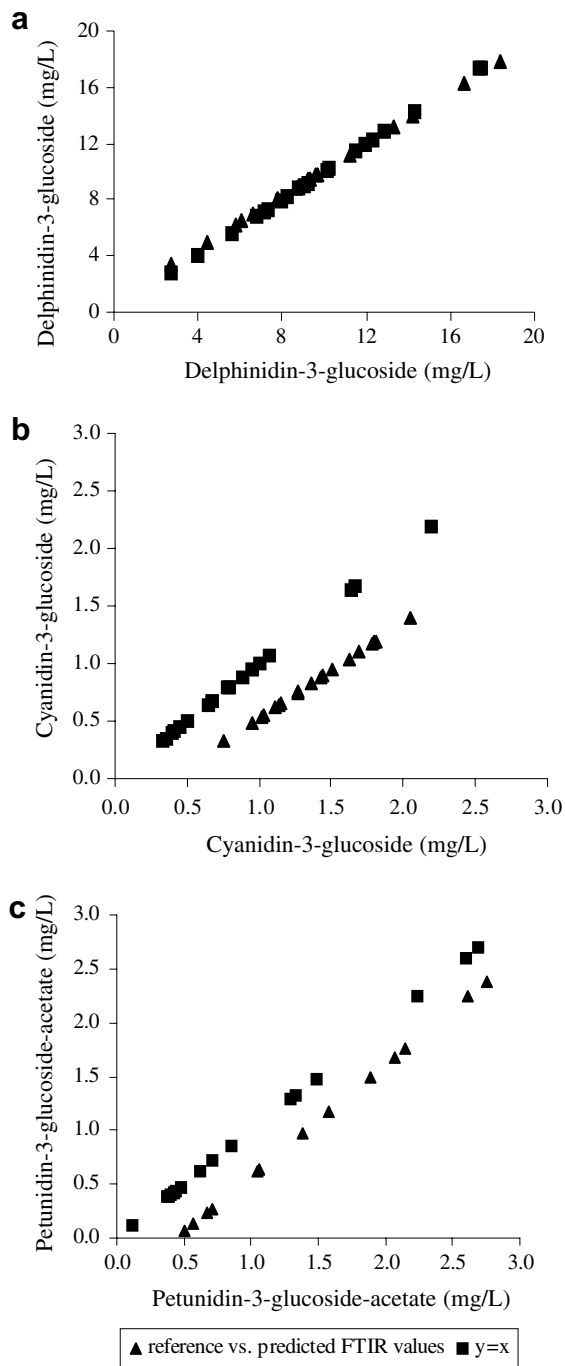 a
Delphinidin-3-glucoside (mg/L)
20
16
12
8
4
0
0 4 8 12 16 20
Delphinidin-3-glucoside (mg/L)
b
Cyanidin-3-glucoside (mg/L)
3.0
2.5
2.0
1.5
1.0
0.5
0.0
0.0 0.5 1.0 1.5 2.0 2.5 3.0
Cyanidin-3-glucoside (mg/L)
c
Petunidin-3-glucoside-acetate (mg/L)
3.0
2.5
2.0
1.5
1.0
0.5
0.0
0.0 0.5 1.0 1.5 2.0 2.5 3.0
Petunidin-3-glucoside-acetate (mg/L)
reference vs. predicted FTIR values y=x